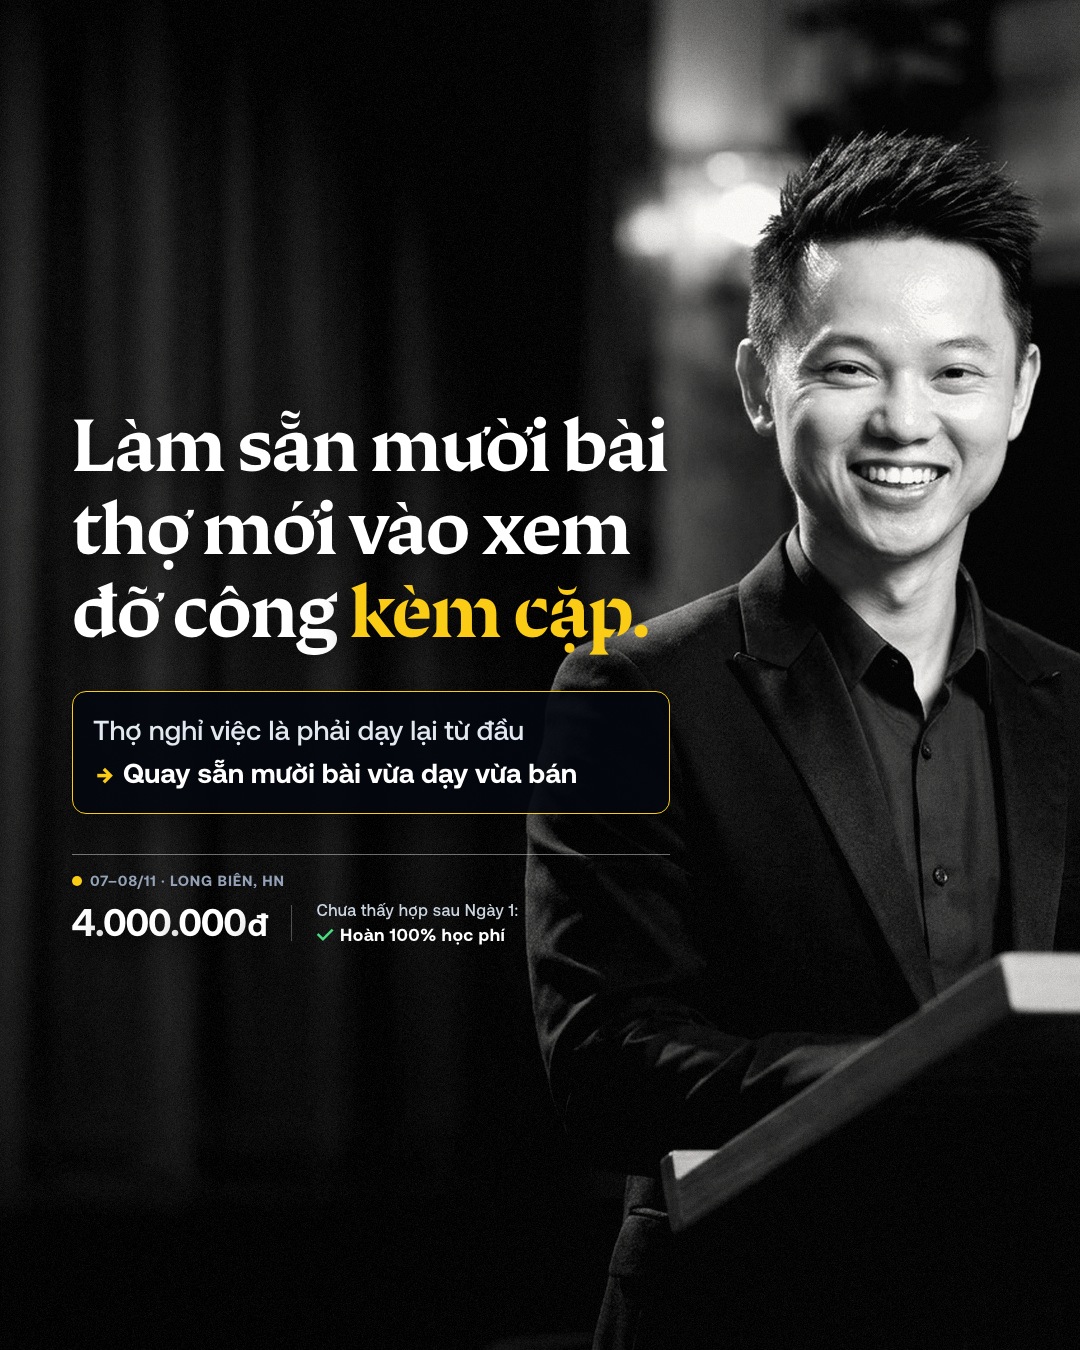 Làm sẵn mười bài
thợ mới vào xem
đỡ công kèm cặp.
Thợ nghỉ việc là phải dạy lại từ đầu
→ Quay sẵn mười bài vừa dạy vừa bán
07–08/11 · LONG BIÊN, HN
4.000.000đ
Chưa thấy hợp sau Ngày 1:
✓ Hoàn 100% học phí